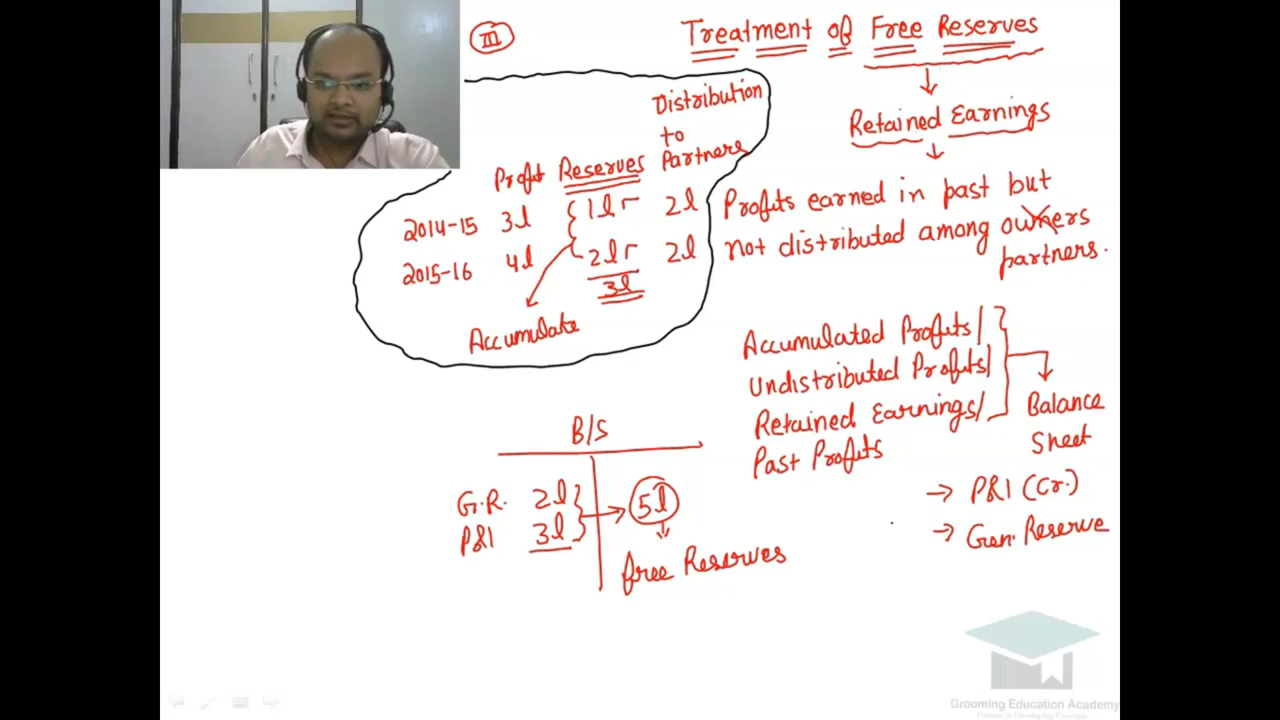 III
Treatment of Free Reserves
Retained Earnings
Profits earned in past but
not distributed among owners
partners.
Distribution
to
Partners
Profit Reserves
2014-15 3l 1l 2l
2015-16 4l 2l 2l
3l
Accumulate
Accumulated Profits/
Undistributed Profits/
Retained Earnings/
Past Profits
Balance
Sheet
→ P&l (Cr.)
→ Gen. Reserve
B/S
G.R. 2l
P&l 3l
5l
free Reserves
Grooming Education Academy